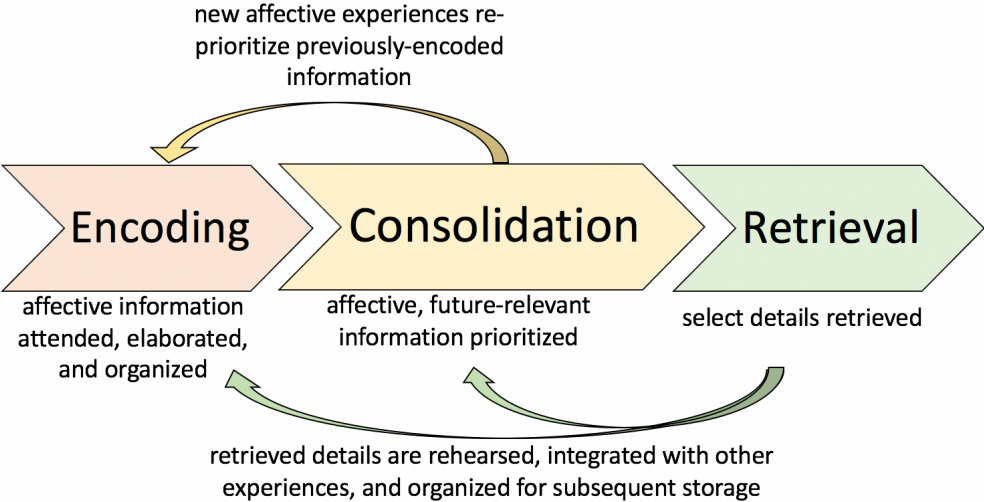 new affective experiences re-
prioritize previously-encoded
information
Encoding
Consolidation
Retrieval
affective information
attended, elaborated,
and organized
affective, future-relevant
information prioritized
select details retrieved
retrieved details are rehearsed, integrated with other
experiences, and organized for subsequent storage